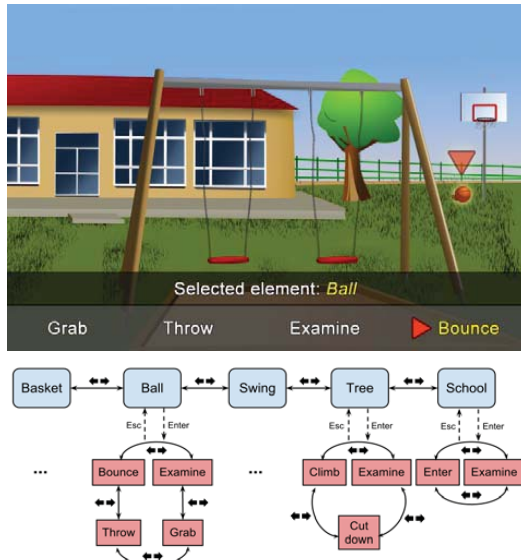 Selected element: Ball
Grab Throw Examine Bounce
Basket Ball Swing Tree School
Esc Enter Esc Enter Esc Enter
... Bounce Examine ... Climb Examine Enter Examine
Throw Grab Cut
down